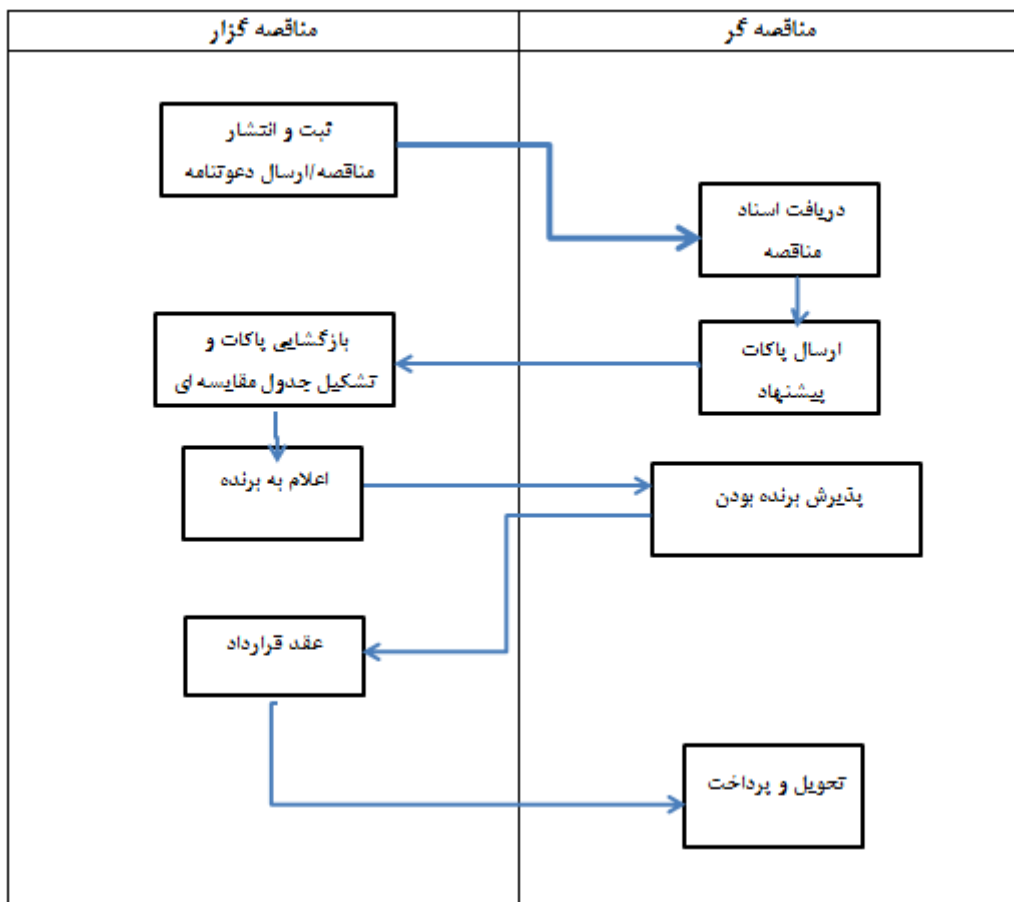 مناقصه گزار
مناقصه گر
ثبت و انتشار
مناقصه/ارسال دعوتنامه
دریافت اسناد
مناقصه
ارسال پاکات
پیشنهاد
بازگشایی پاکات و
تشکیل جدول مقایسه ای
اعلام به برنده
پذیرش برنده بودن
عقد قرارداد
تحویل و پرداخت